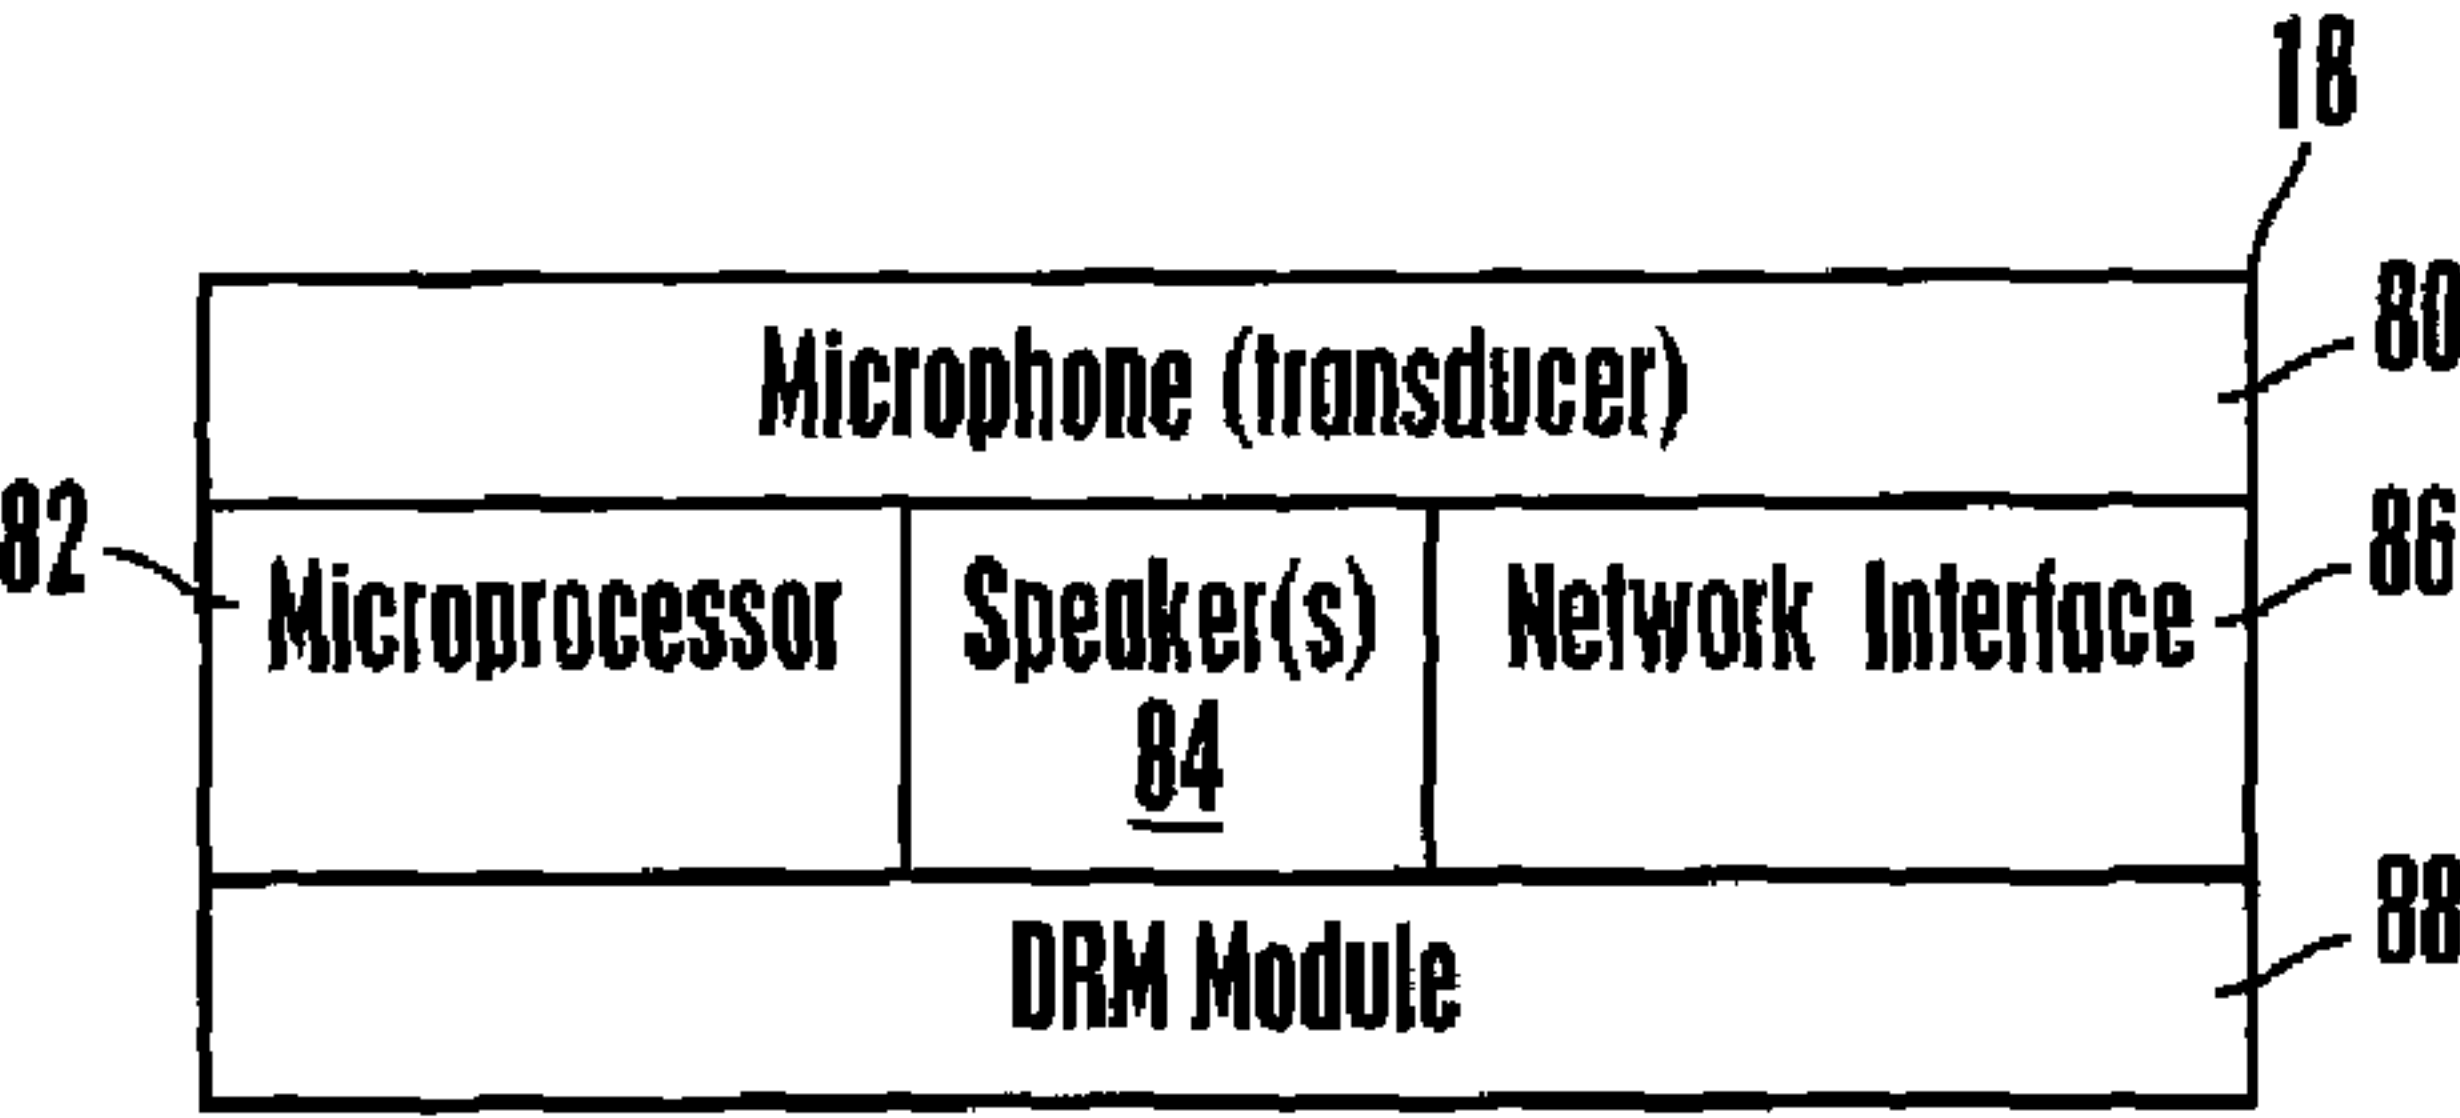 18
Microphone (transducer)
80
82
Microprocessor
Speaker(s)
84
Network Interface
86
DRM Module
88